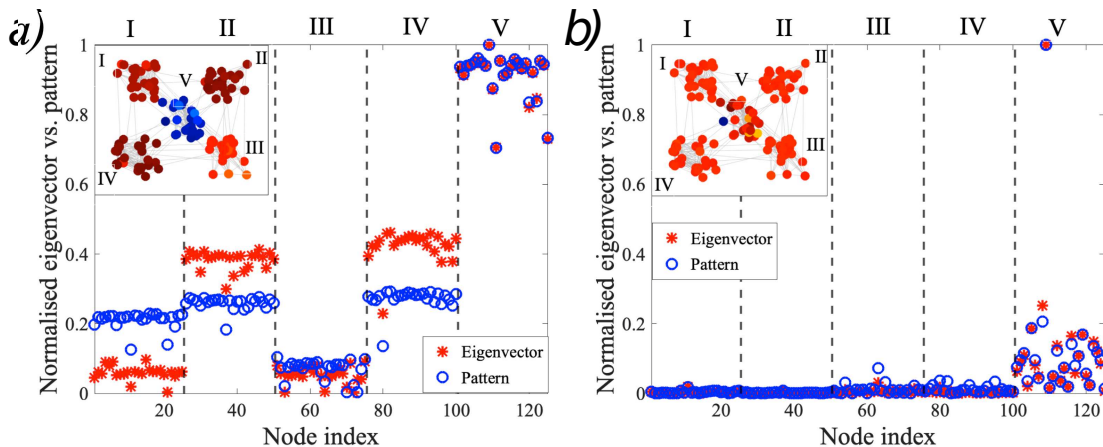 a)
I II III IV V
Normalised eigenvector vs. pattern
1
0.8
0.6
0.4
0.2
0
I
II
V
III
IV
Eigenvector
Pattern
20 40 60 80 100 120
Node index
b)
I II III IV V
Normalised eigenvector vs. pattern
1
0.8
0.6
0.4
0.2
0
I
II
V
III
IV
Eigenvector
Pattern
20 40 60 80 100 120
Node index